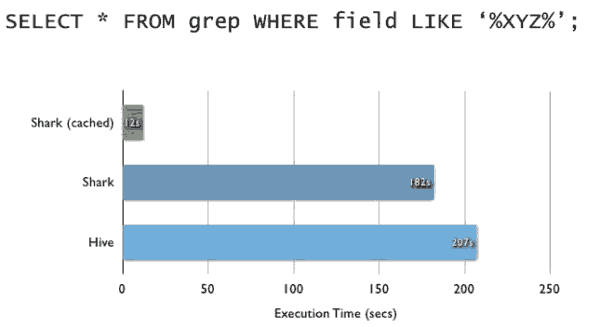 SELECT * FROM grep WHERE field LIKE ‘%XYZ%’;
Shark (cached)
12s
Shark
182s
Hive
207s
0 50 100 150 200 250
Execution Time (secs)